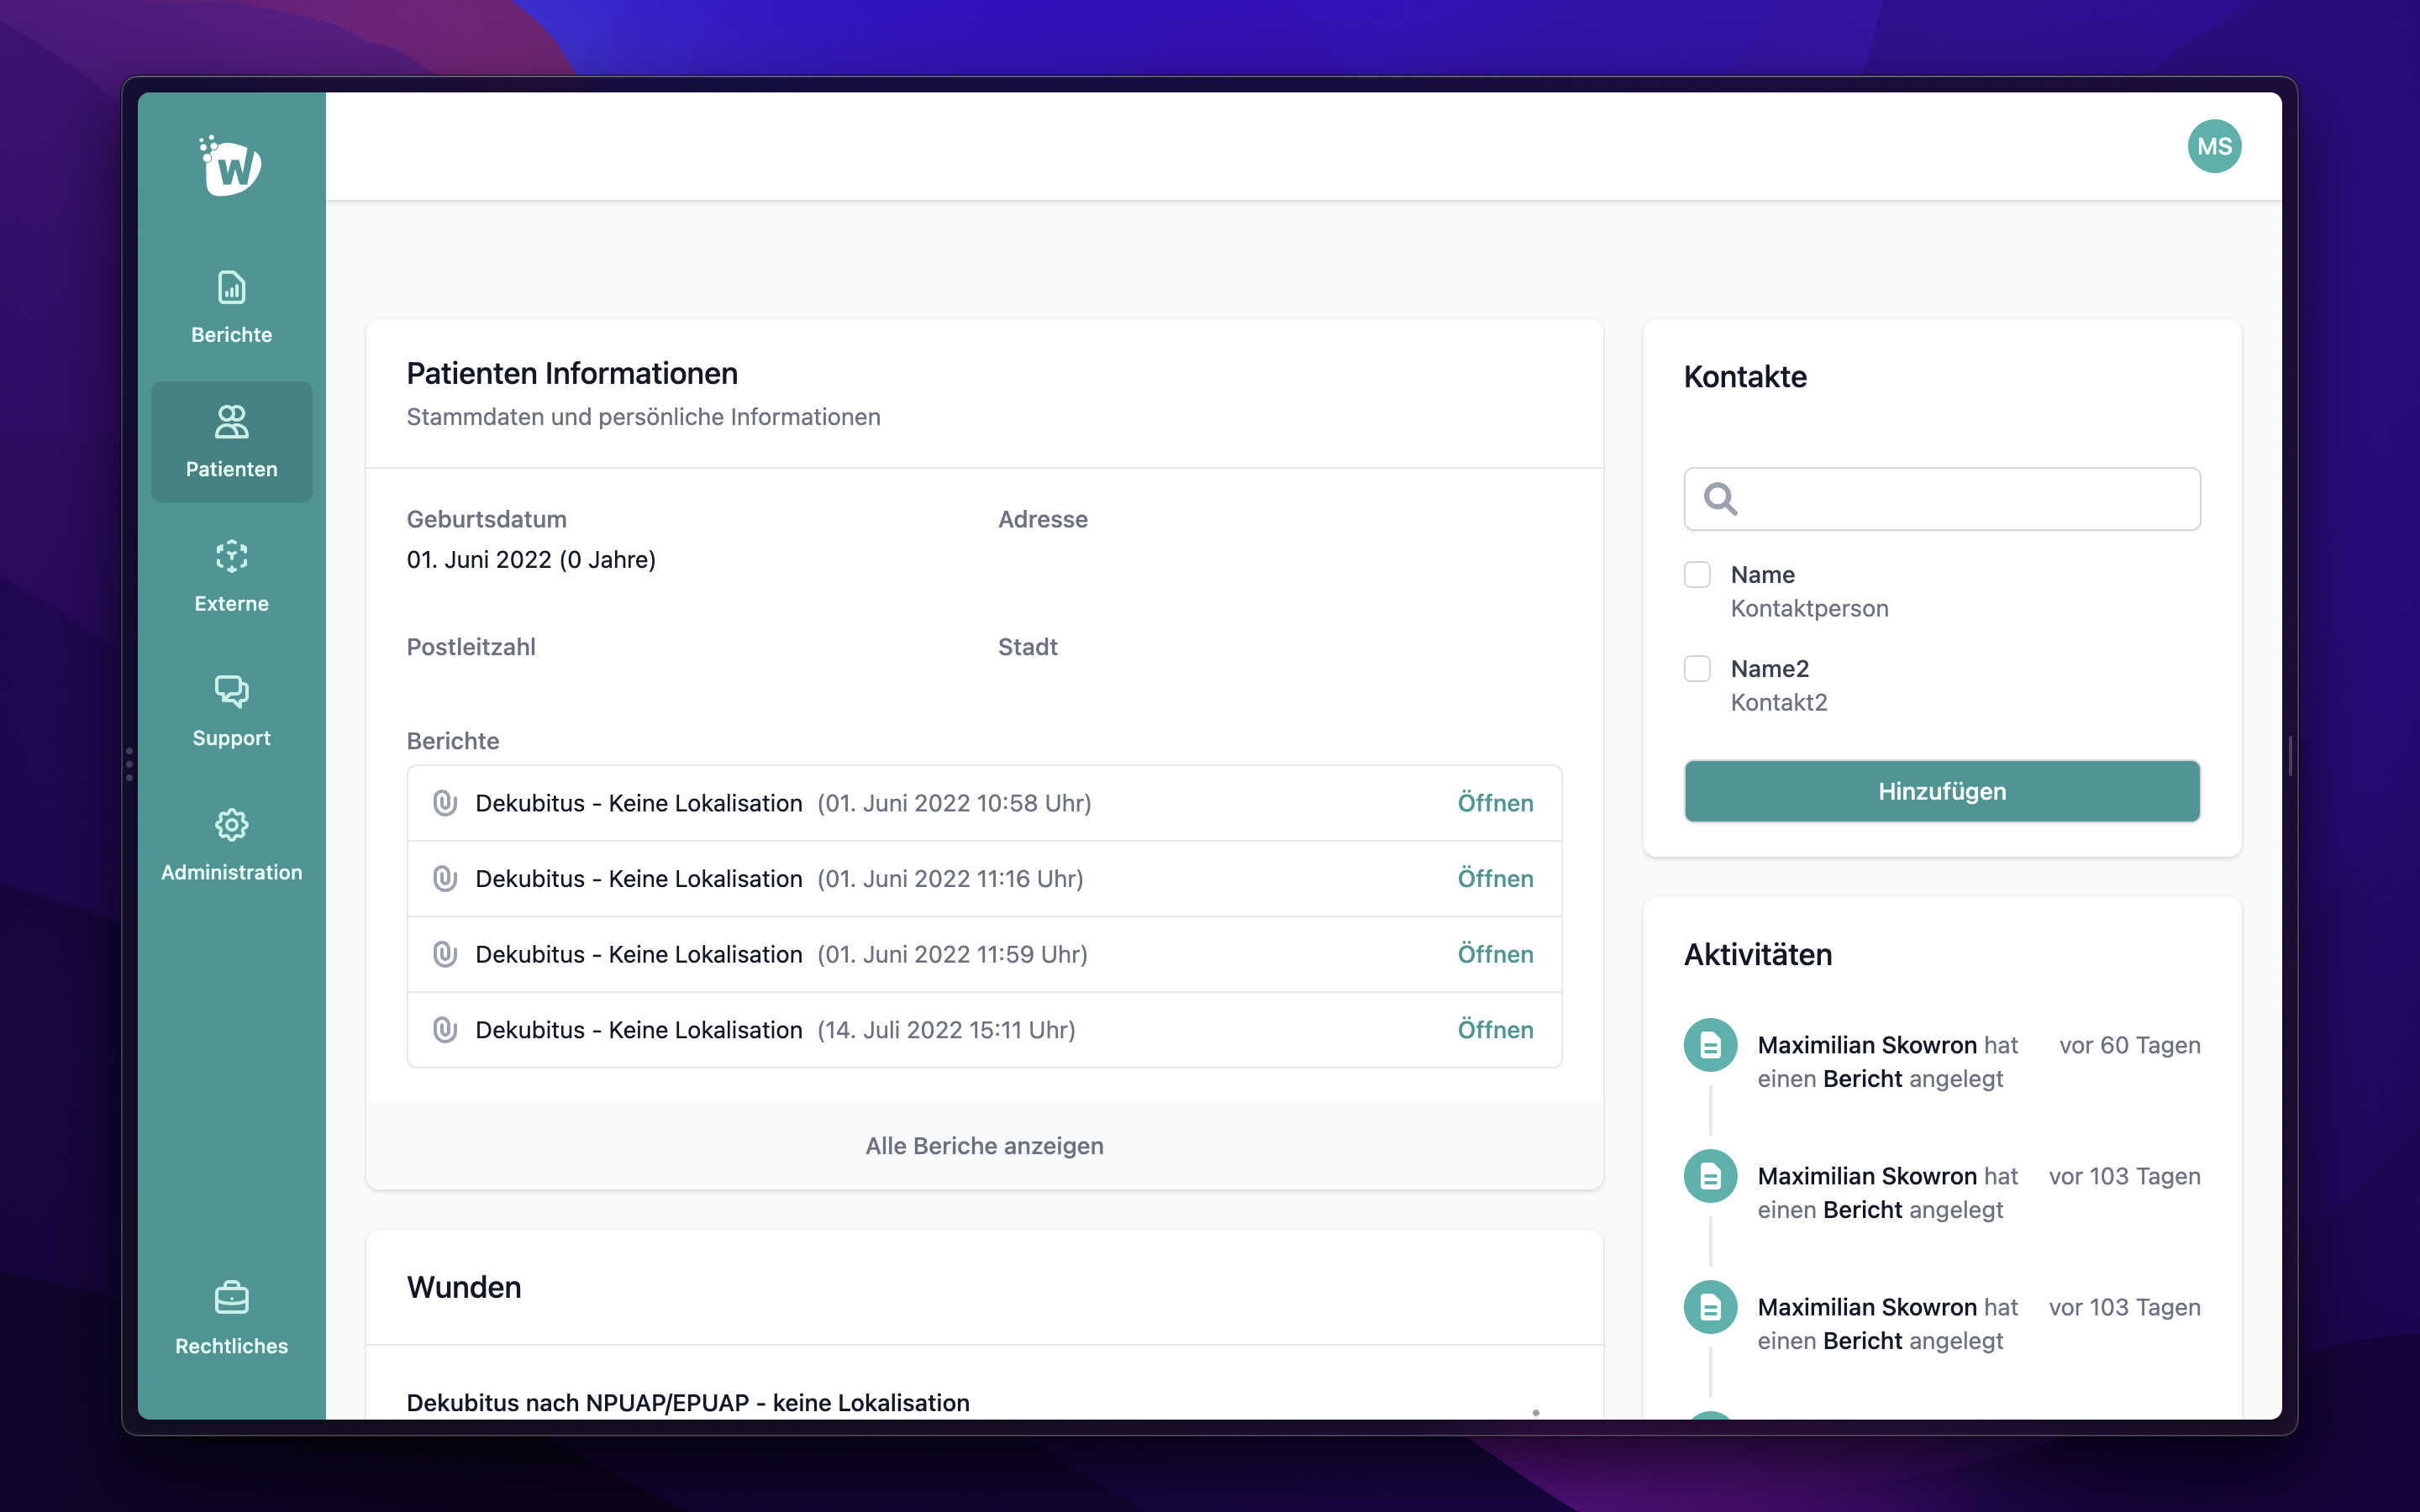 W
MS
Berichte
Patienten
Externe
Support
Administration
Rechtliches
Patienten Informationen
Stammdaten und persönliche Informationen
Geburtsdatum
01. Juni 2022 (0 Jahre)
Adresse
Postleitzahl
Stadt
Berichte
Dekubitus - Keine Lokalisation (01. Juni 2022 10:58 Uhr) Öffnen
Dekubitus - Keine Lokalisation (01. Juni 2022 11:16 Uhr) Öffnen
Dekubitus - Keine Lokalisation (01. Juni 2022 11:59 Uhr) Öffnen
Dekubitus - Keine Lokalisation (14. Juli 2022 15:11 Uhr) Öffnen
Alle Beriche anzeigen
Wunden
Dekubitus nach NPUAP/EPUAP - keine Lokalisation
Kontakte
Name
Kontaktperson
Name2
Kontakt2
Hinzufügen
Aktivitäten
Maximilian Skowron hat vor 60 Tagen
einen Bericht angelegt
Maximilian Skowron hat vor 103 Tagen
einen Bericht angelegt
Maximilian Skowron hat vor 103 Tagen
einen Bericht angelegt